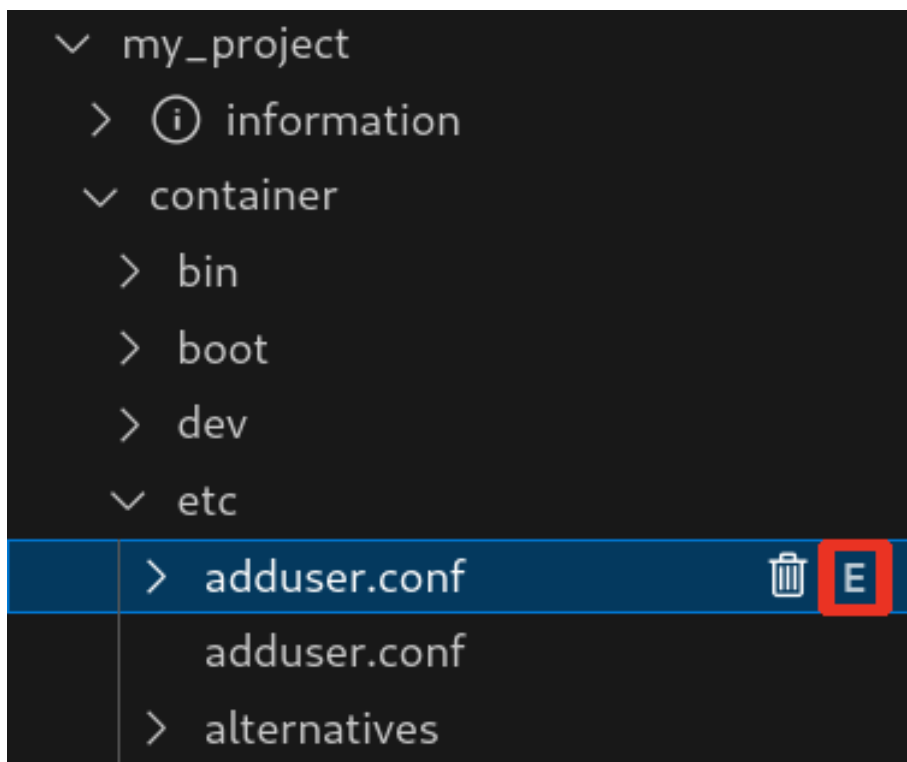 my_project
information
container
bin
boot
dev
etc
adduser.conf E
adduser.conf
alternatives